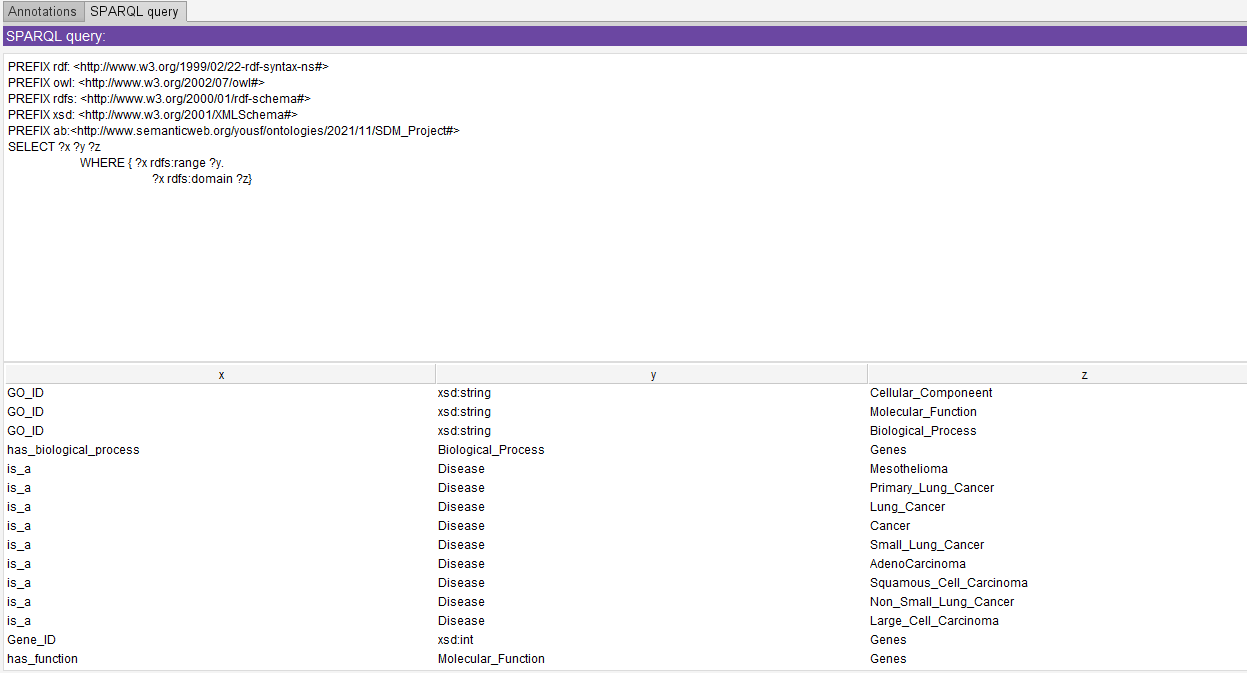 Annotations SPARQL query
SPARQL query:
PREFIX rdf: <http://www.w3.org/1999/02/22-rdf-syntax-ns#>
PREFIX owl: <http://www.w3.org/2002/07/owl#>
PREFIX rdfs: <http://www.w3.org/2000/01/rdf-schema#>
PREFIX xsd: <http://www.w3.org/2001/XMLSchema#>
PREFIX ab:<http://www.semanticweb.org/yousf/ontologies/2021/11/SDM_Project#>
SELECT ?x ?y ?z
WHERE { ?x rdfs:range ?y.
?x rdfs:domain ?z}
x y z
GO_ID xsd:string Cellular_Componeent
GO_ID xsd:string Molecular_Function
GO_ID xsd:string Biological_Process
has_biological_process Biological_Process Genes
is_a Disease Mesothelioma
is_a Disease Primary_Lung_Cancer
is_a Disease Lung_Cancer
is_a Disease Cancer
is_a Disease Small_Lung_Cancer
is_a Disease AdenoCarcinoma
is_a Disease Squamous_Cell_Carcinoma
is_a Disease Non_Small_Lung_Cancer
is_a Disease Large_Cell_Carcinoma
Gene_ID xsd:int Genes
has_function Molecular_Function Genes